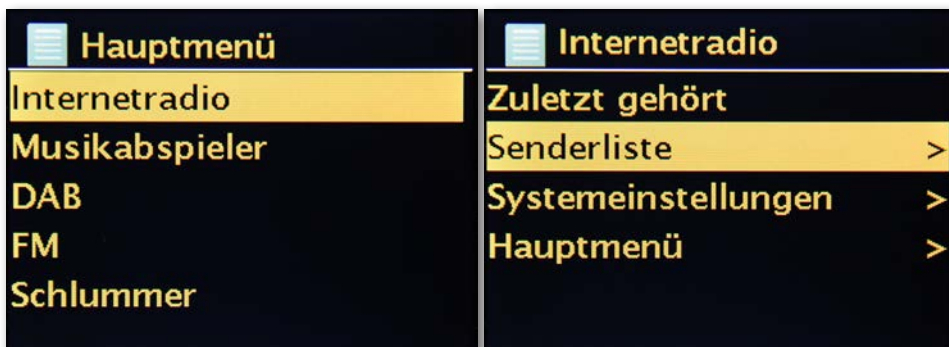 Hauptmenü
Internetradio
Musikabspieler
DAB
FM
Schlummer
Internetradio
Zuletzt gehört
Senderliste >
Systemeinstellungen >
Hauptmenü >